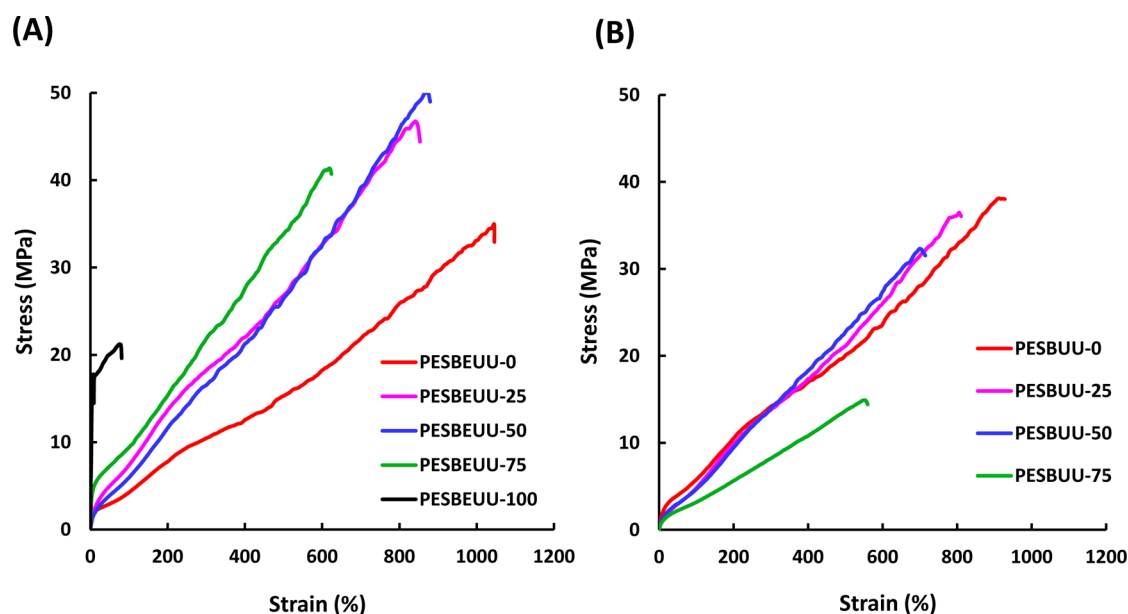 (A)
50
40
30
20
10
0
Stress (MPa)
PESBEUU-0
PESBEUU-25
PESBEUU-50
PESBEUU-75
PESBEUU-100
0 200 400 600 800 1000 1200
Strain (%)
(B)
50
40
30
20
10
0
Stress (MPa)
PESBUU-0
PESBUU-25
PESBUU-50
PESBUU-75
0 200 400 600 800 1000 1200
Strain (%)